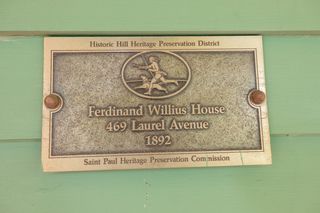 Historic Hill Heritage Preservation District
Ferdinand Willius House
469 Laurel Avenue
1892
Saint Paul Heritage Preservation Commission